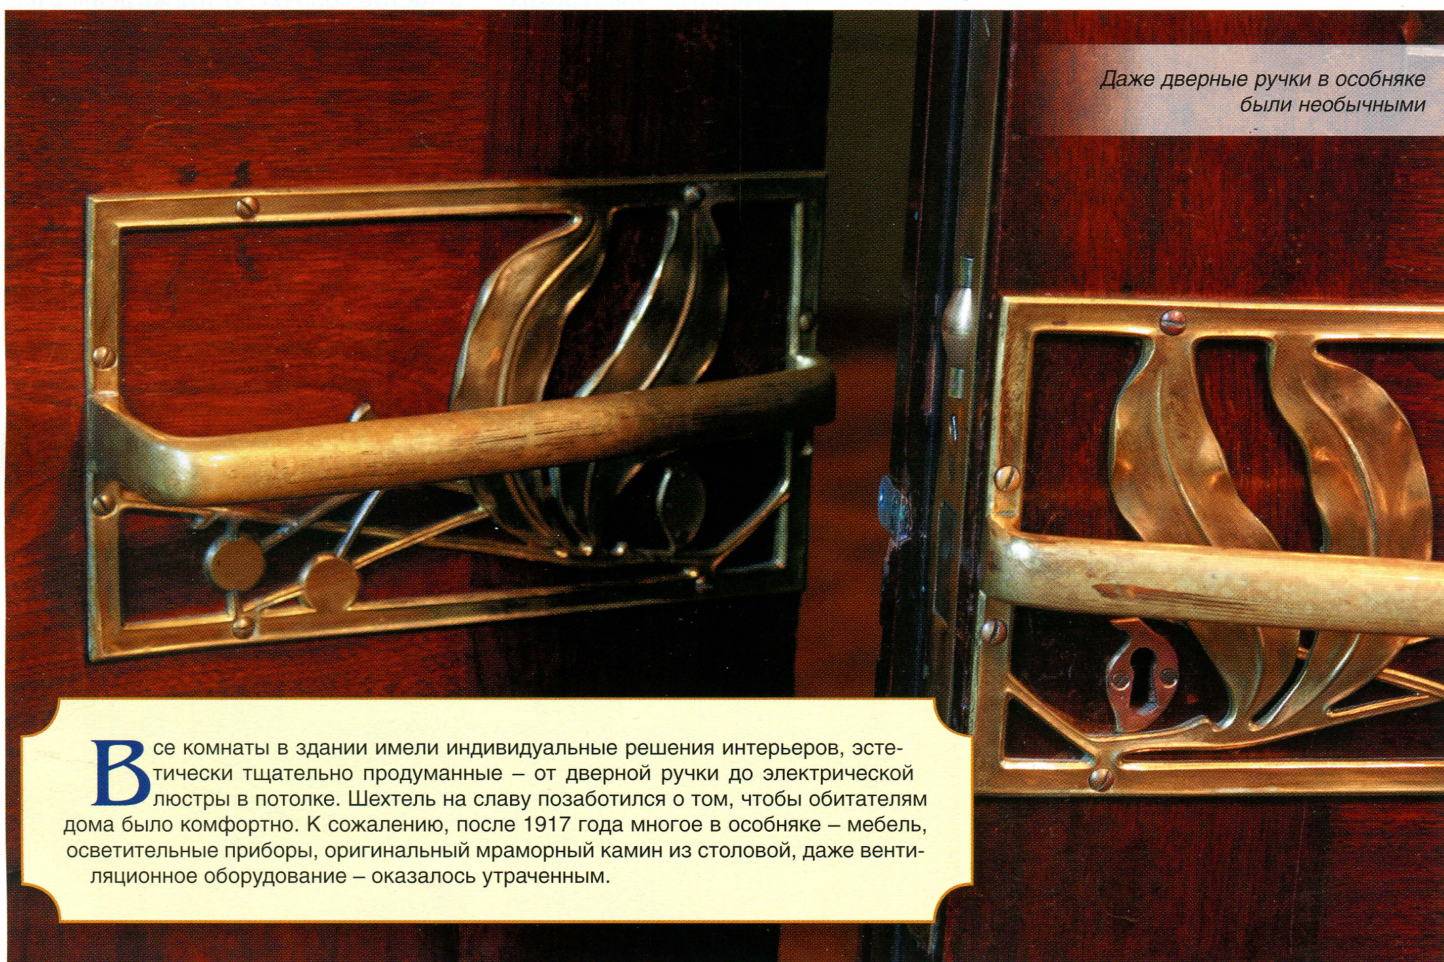 Даже дверные ручки в особняке
были необычными
Все комнаты в здании имели индивидуальные решения интерьеров, эсте-
тически тщательно продуманные – от дверной ручки до электрической
люстры в потолке. Шехтель на славу позаботился о том, чтобы обитателям
дома было комфортно. К сожалению, после 1917 года многое в особняке – мебель,
осветительные приборы, оригинальный мраморный камин из столовой, даже венти-
ляционное оборудование – оказалось утраченным.